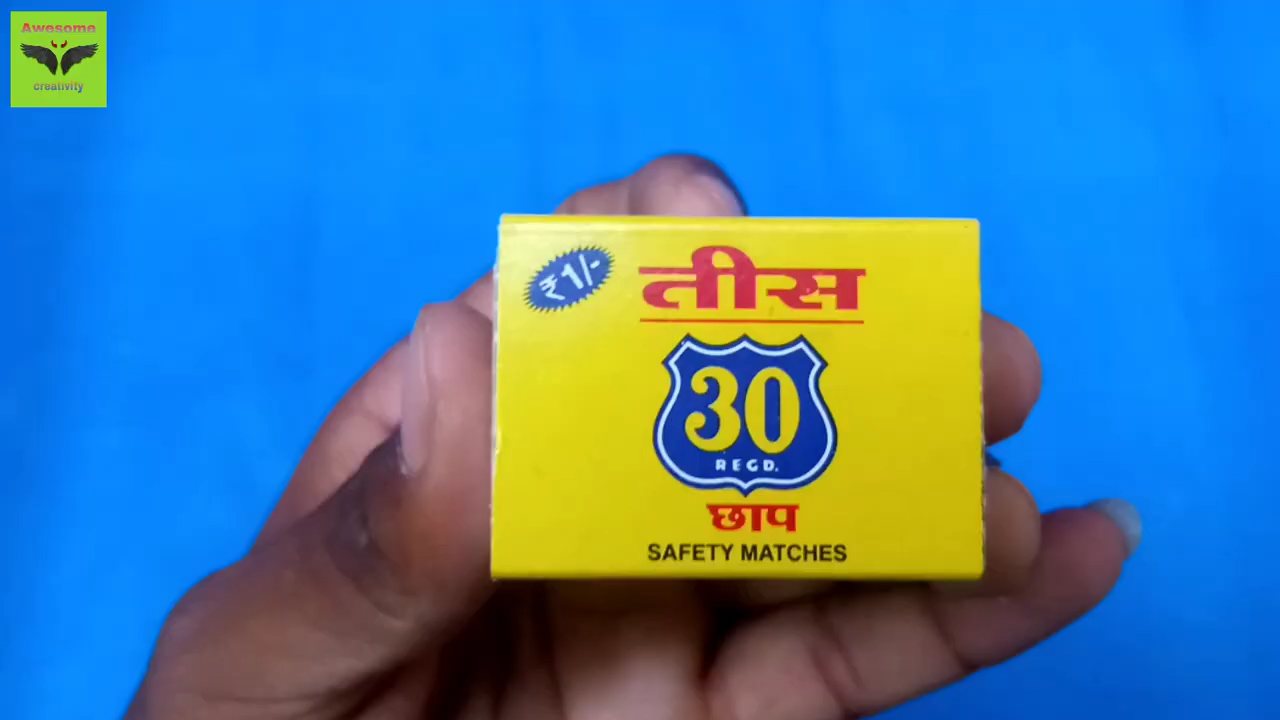 Awesome
creativity
₹1/-
तीस
30
REGD.
छाप
SAFETY MATCHES